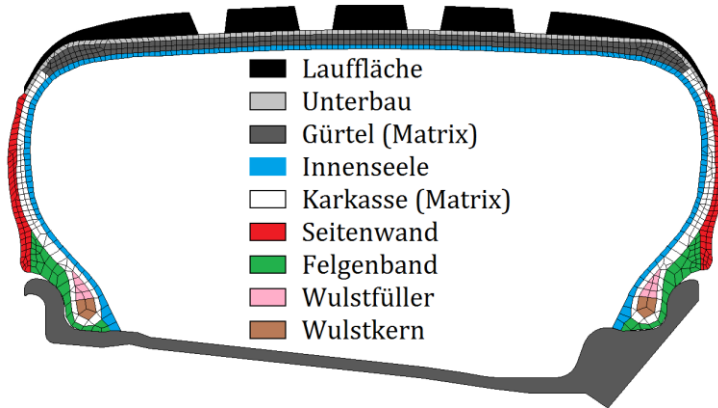 Lauffläche
Unterbau
Gürtel (Matrix)
Innenseele
Karkasse (Matrix)
Seitenwand
Felgenband
Wulstfüller
Wulstkern